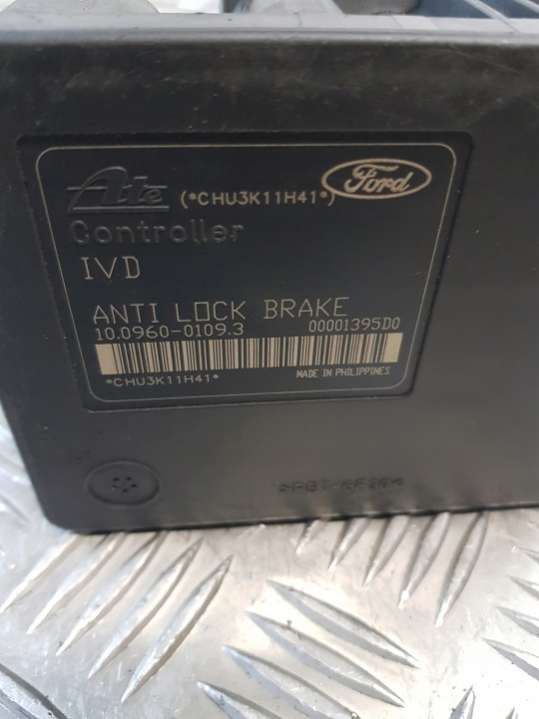 Ate (*CHU3K11H41*) Ford
Controller
IVD
ANTI LOCK BRAKE
10.0960-0109.3 00001395D0
*CHU3K11H41* MADE IN PHILIPPINES